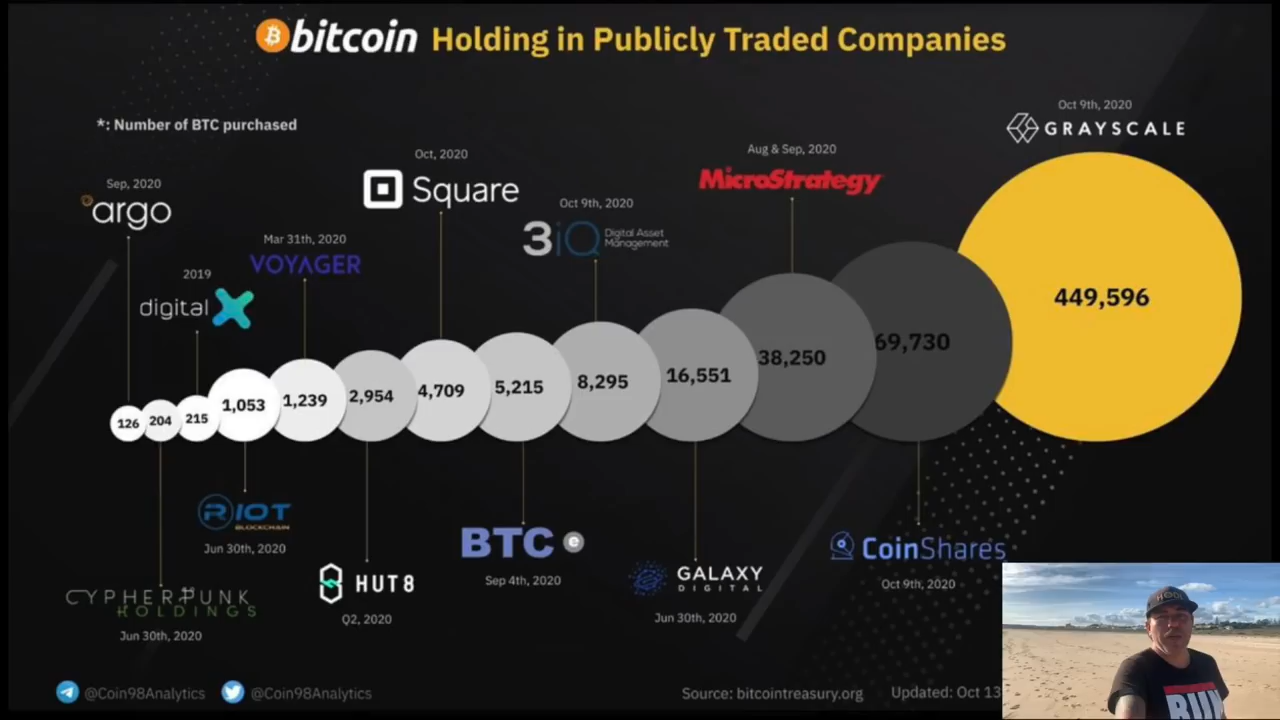 bitcoin Holding in Publicly Traded Companies
*: Number of BTC purchased
Oct 9th, 2020
GRAYSCALE
Aug & Sep, 2020
MicroStrategy
Oct, 2020
Square
Oct 9th, 2020
3iQ Digital Asset
Management
Sep, 2020
argo
Mar 31th, 2020
VOYAGER
2019
digital X
126
204
215
1,053
1,239
2,954
4,709
5,215
8,295
16,551
38,250
69,730
449,596
RIOT
BLOCKCHAIN
Jun 30th, 2020
CYPHERPUNK
HOLDINGS
Jun 30th, 2020
HUT8
Q2, 2020
BTC e
Sep 4th, 2020
GALAXY
DIGITAL
Jun 30th, 2020
CoinShares
Oct 9th, 2020
@Coin98Analytics
@Coin98Analytics
Source: bitcointreasury.org
Updated: Oct 13